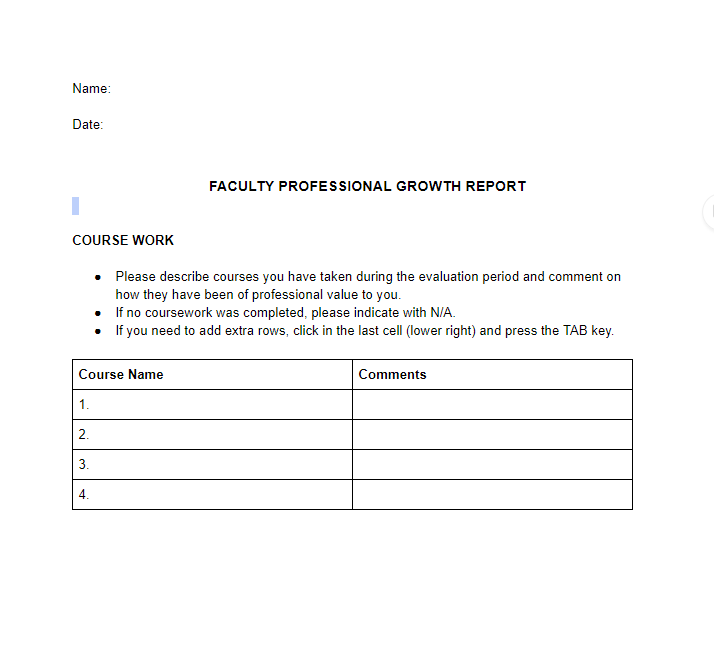 Name:
Date:
FACULTY PROFESSIONAL GROWTH REPORT
COURSE WORK
● Please describe courses you have taken during the evaluation period and comment on
how they have been of professional value to you.
● If no coursework was completed, please indicate with N/A.
● If you need to add extra rows, click in the last cell (lower right) and press the TAB key.
Course Name Comments
1.
2.
3.
4.